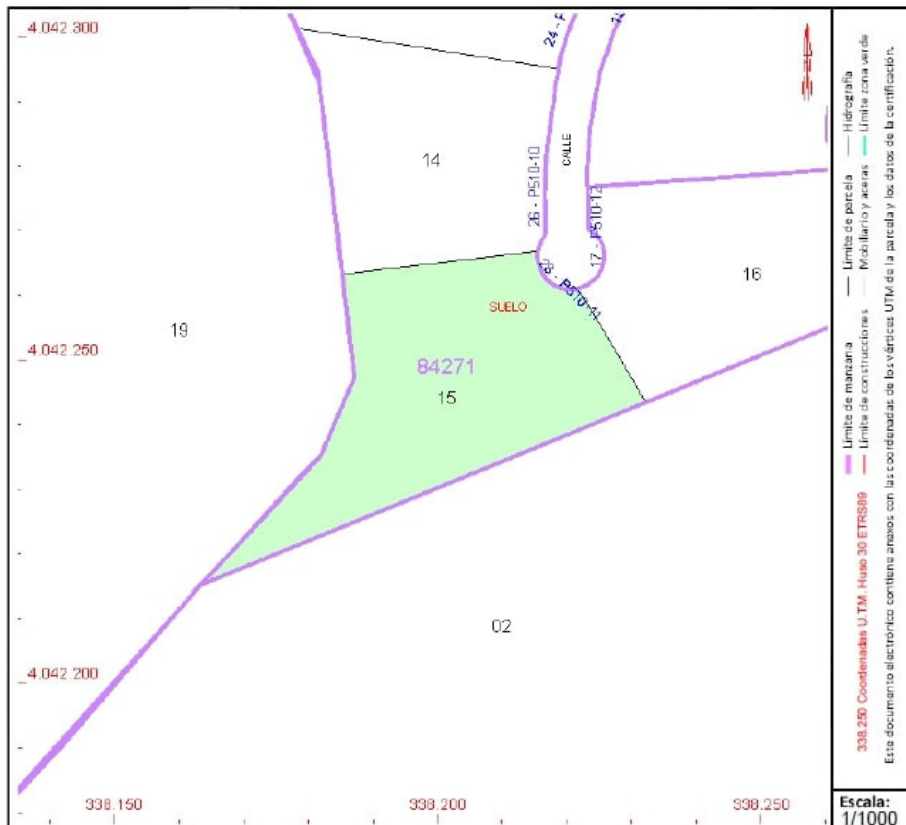 4.042.300
24 - P
14
26 - P510-10
CALLE
17 - P510-12
28 - P510-11
16
SUELO
19
4.042.250
84271
15
02
4.042.200
338.150
338.200
338.250
Límite de manzana
Límite de parcela
Hidrografía
Límite de construcciones
Mobiliario y aceras
Límite zona verde
338.250 Coordenadas U.T.M. Huso 30 ETRS89
Este documento electrónico contiene anexos con las coordenadas de los vértices UTM de la parcela y los datos de la certificación.
Escala:
1/1000